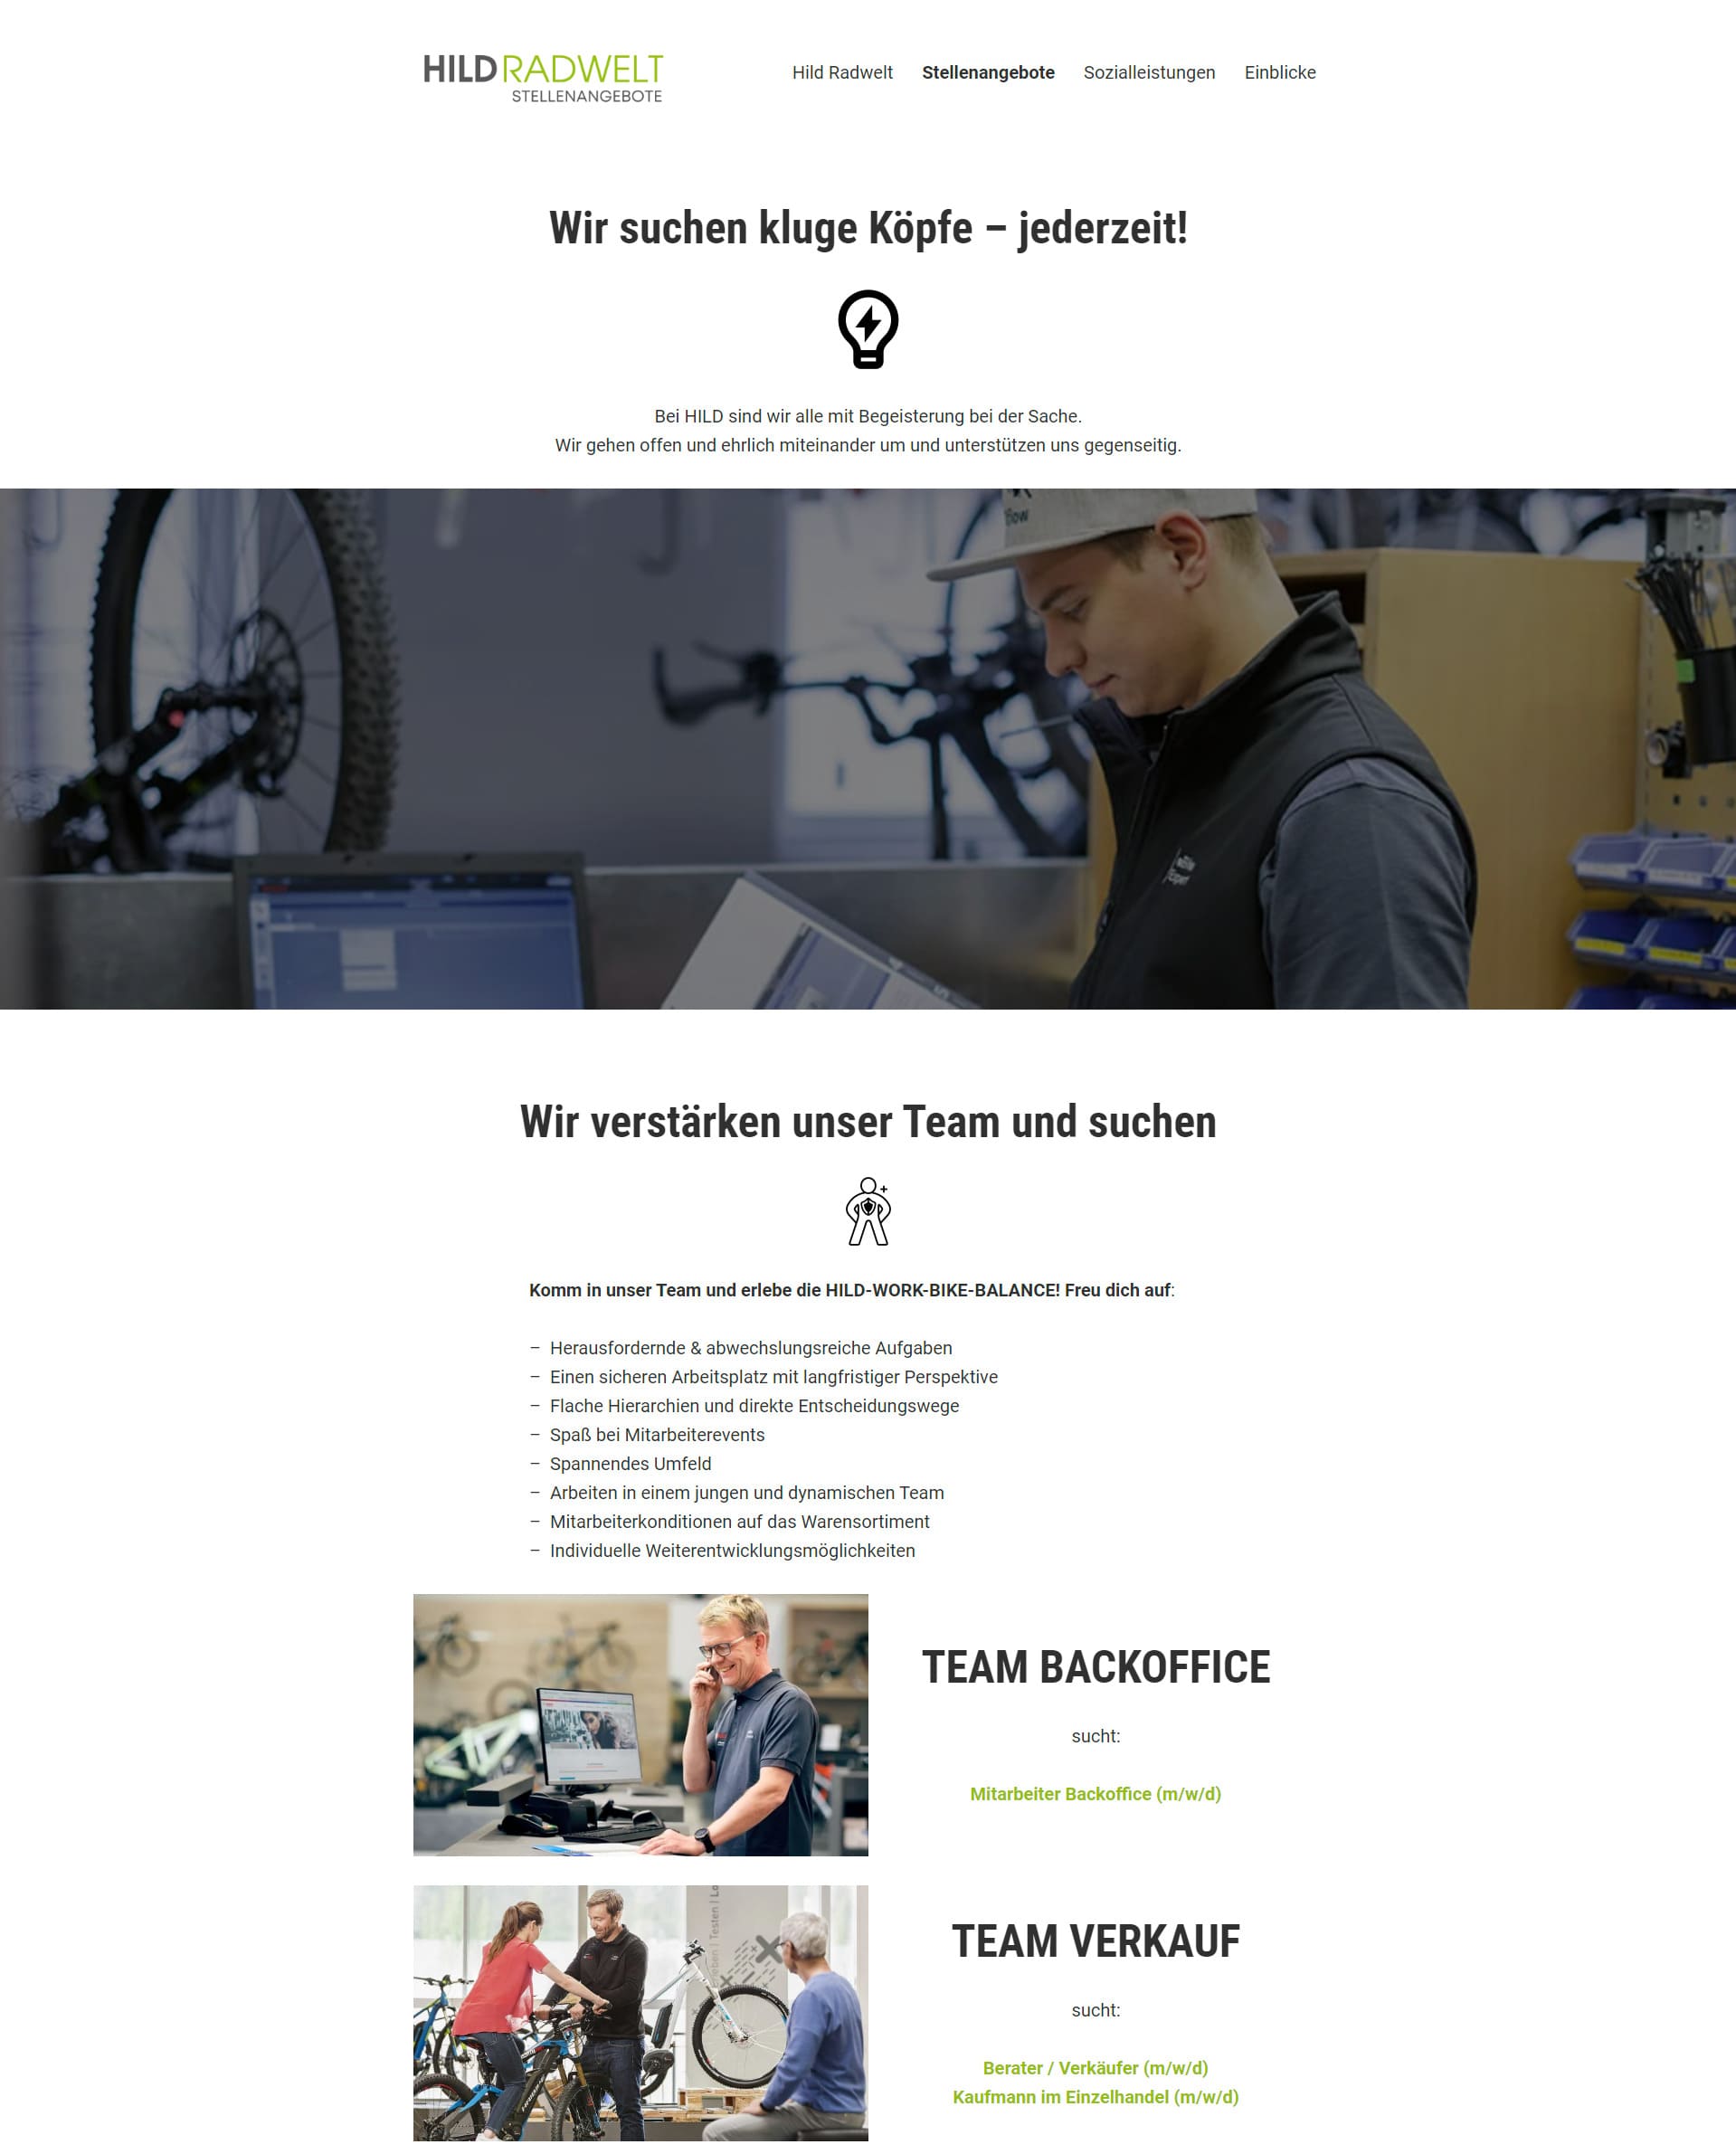 HILD RADWELT
STELLENANGEBOTE
Hild Radwelt Stellenangebote Sozialleistungen Einblicke
Wir suchen kluge Köpfe – jederzeit!
Bei HILD sind wir alle mit Begeisterung bei der Sache.
Wir gehen offen und ehrlich miteinander um und unterstützen uns gegenseitig.
flow
Wir verstärken unser Team und suchen
Komm in unser Team und erlebe die HILD-WORK-BIKE-BALANCE! Freu dich auf:
– Herausfordernde & abwechslungsreiche Aufgaben
– Einen sicheren Arbeitsplatz mit langfristiger Perspektive
– Flache Hierarchien und direkte Entscheidungswege
– Spaß bei Mitarbeiterevents
– Spannendes Umfeld
– Arbeiten in einem jungen und dynamischen Team
– Mitarbeiterkonditionen auf das Warensortiment
– Individuelle Weiterentwicklungsmöglichkeiten
TEAM BACKOFFICE
sucht:
Mitarbeiter Backoffice (m/w/d)
| Testen |
TEAM VERKAUF
sucht:
Berater / Verkäufer (m/w/d)
Kaufmann im Einzelhandel (m/w/d)